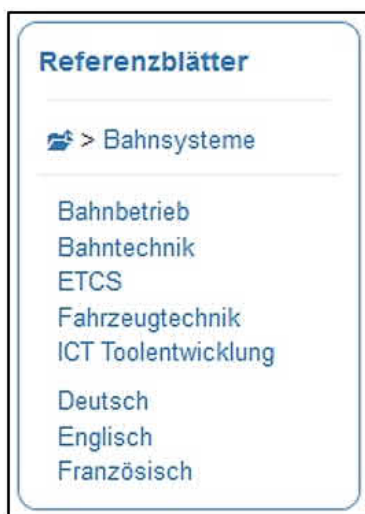 Referenzblätter
> Bahnsysteme
Bahnbetrieb
Bahntechnik
ETCS
Fahrzeugtechnik
ICT Toolentwicklung
Deutsch
Englisch
Französisch